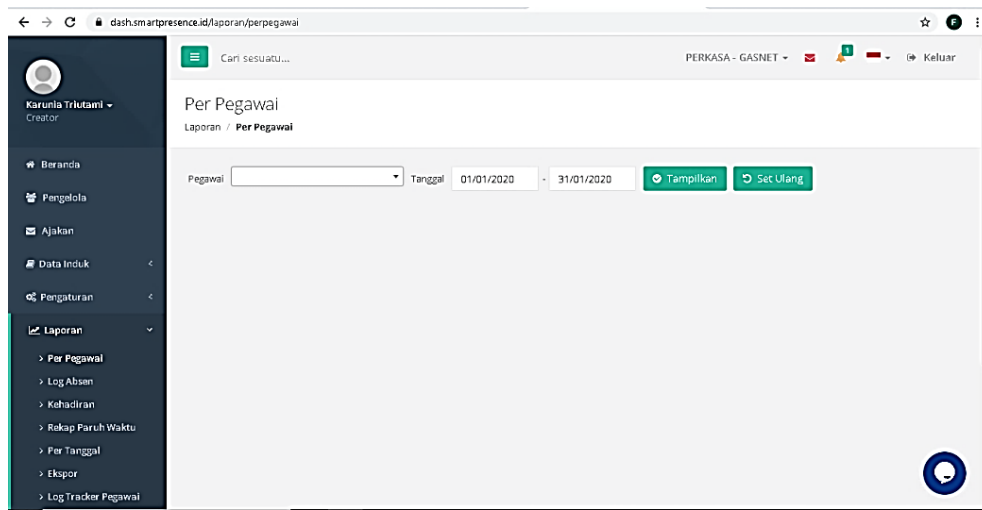 dash.smartpresence.id/laporan/perpegawai
F
Cari sesuatu...
PERKASA - GASNET
1
Keluar
Karunia Triutami
Creator
Per Pegawai
Laporan / Per Pegawai
Beranda
Pegawai
Tanggal
01/01/2020
-
31/01/2020
Tampilkan
Set Ulang
Pengelola
Ajakan
Data Induk
Pengaturan
Laporan
> Per Pegawai
> Log Absen
> Kehadiran
> Rekap Paruh Waktu
> Per Tanggal
> Ekspor
> Log Tracker Pegawai